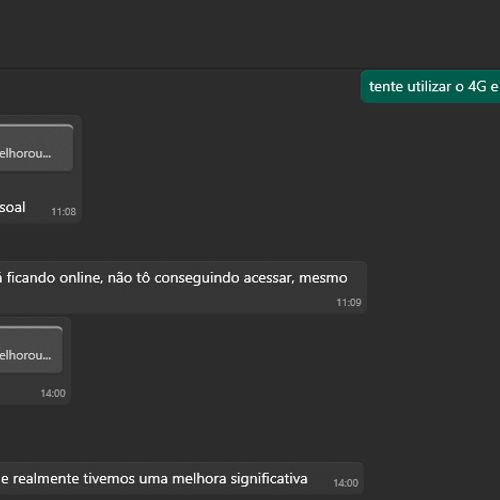 tente utilizar o 4G e
elhorou...
soal
11:08
ficando online, não tô conseguindo acessar, mesmo
11:09
elhorou...
14:00
e realmente tivemos uma melhora significativa
14:00